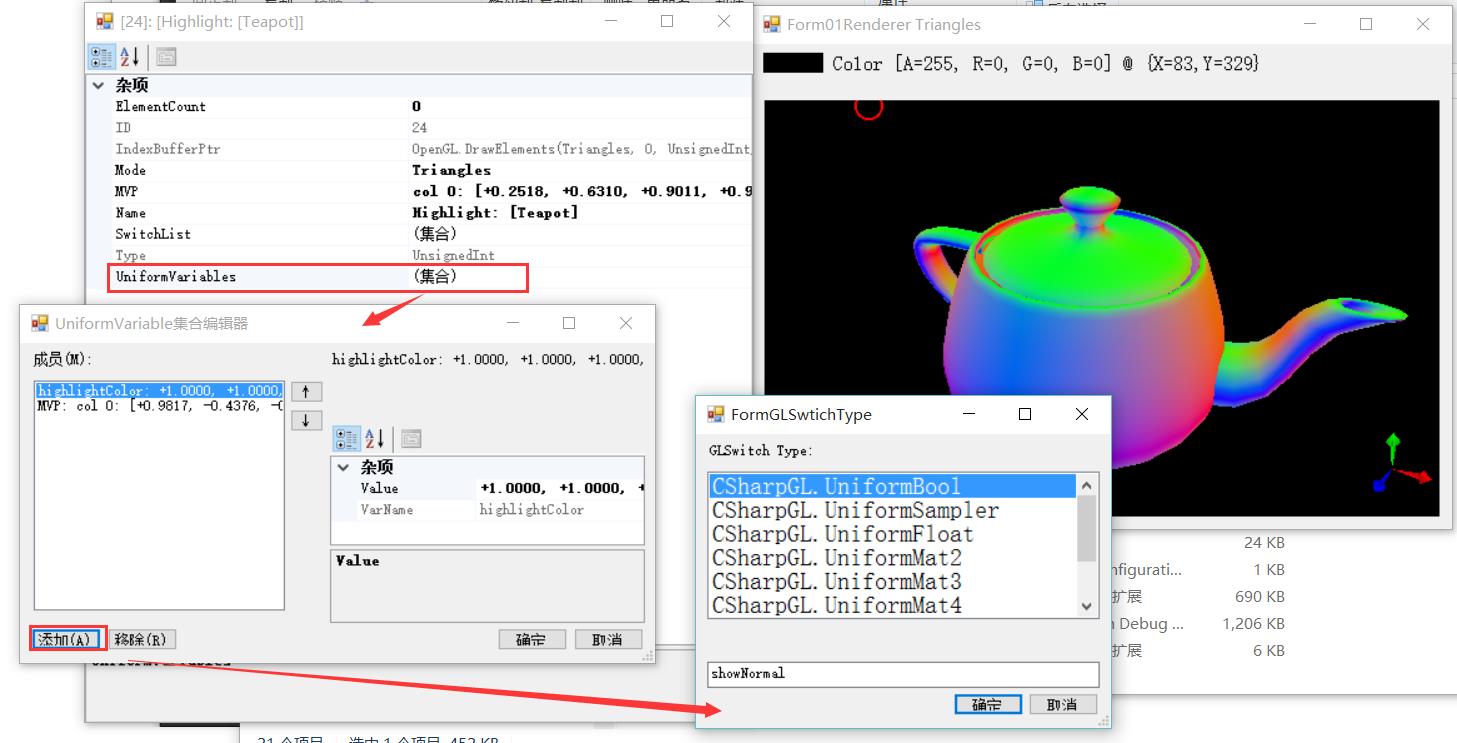 [24]: [Highlight: [Teapot]]
杂项
ElementCount 0
ID 24
IndexBufferPtr OpenGL.DrawElements(Triangles, 0, UnsignedInt,
Mode Triangles
MVP col 0: [+0.2518, +0.6310, +0.9011, +0.9
Name Highlight: [Teapot]
SwitchList (集合)
Type UnsignedInt
UniformVariables (集合)
Form01Renderer Triangles
Color [A=255, R=0, G=0, B=0] @ {X=83,Y=329}
UniformVariable集合编辑器
成员(M):
highlightColor: +1.0000, +1.0000, +1.0000,
highlightColor: +1.0000, +1.0000,
MVP: col 0: [+0.9817, -0.4376, -0
杂项
Value +1.0000, +1.0000, +
VarName highlightColor
Value
添加(A) 移除(R)
确定 取消
FormGLSwtichType
GLSwitch Type:
CSharpGL.UniformBool
CSharpGL.UniformSampler
CSharpGL.UniformFloat
CSharpGL.UniformMat2
CSharpGL.UniformMat3
CSharpGL.UniformMat4
showNormal
确定 取消
24 KB
nfigurati... 1 KB
扩展 690 KB
n Debug ... 1,206 KB
扩展 6 KB
21 个项目 选中 1 个项目 452 KB